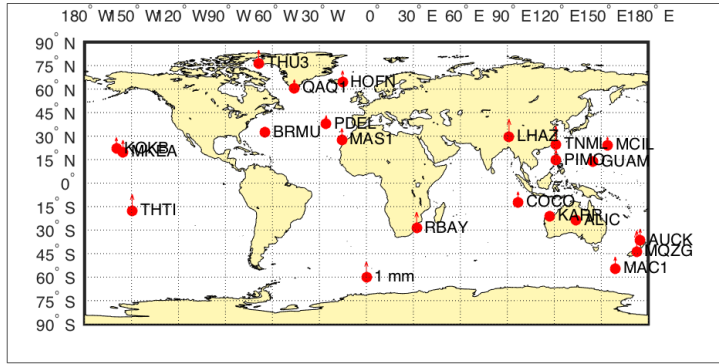 180° W 150° W 120° W 90° W 60° W 30° W 0° 30° E 60° E 90° E 120° E 150° E 180° E
90° N
THU3
75° N
HOFN
QAQ1
60° N
45° N
PDEL
BRMU
LHAZ
30° N
MAS1
TNML MCIL
KOKB
MKEA
PIMO GUAM
15° N
0°
COCO
15° S
THTI
KARR ALIC
RBAY
30° S
AUCK
MQZG
45° S
MAC1
1 mm
60° S
75° S
90° S